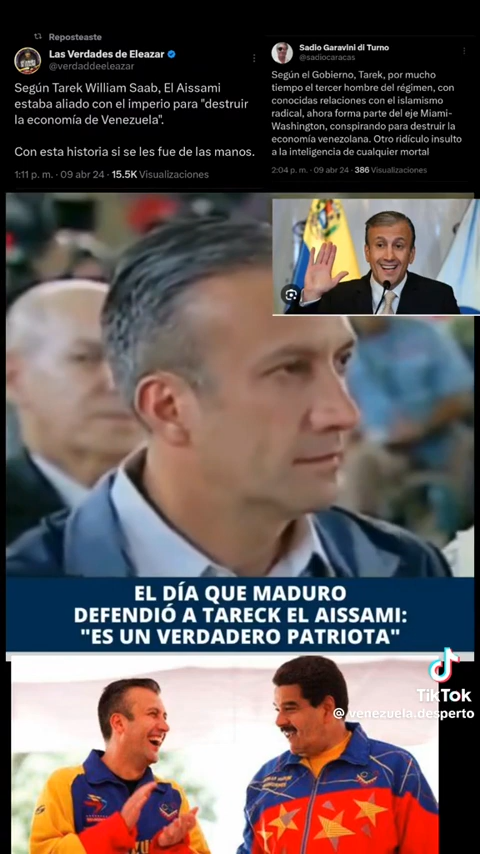 Reposteaste
Las Verdades de Eleazar
@verdaddeeleazar
Según Tarek William Saab, El Aissami
estaba aliado con el imperio para "destruir
la economía de Venezuela".
Con esta historia si se les fue de las manos.
1:11 p. m. · 09 abr 24 · 15.5K Visualizaciones
Sadio Garavini di Turno
@sadiocaracas
Según el Gobierno, Tarek, por mucho
tiempo el tercer hombre del régimen, con
conocidas relaciones con el islamismo
radical, ahora forma parte del eje Miami-
Washington, conspirando para destruir la
economía venezolana. Otro ridículo insulto
a la inteligencia de cualquier mortal
2:04 p. m. · 09 abr 24 · 386 Visualizaciones
EL DÍA QUE MADURO
DEFENDIÓ A TARECK EL AISSAMI:
"ES UN VERDADERO PATRIOTA"
TikTok
@_venezuela.desperto